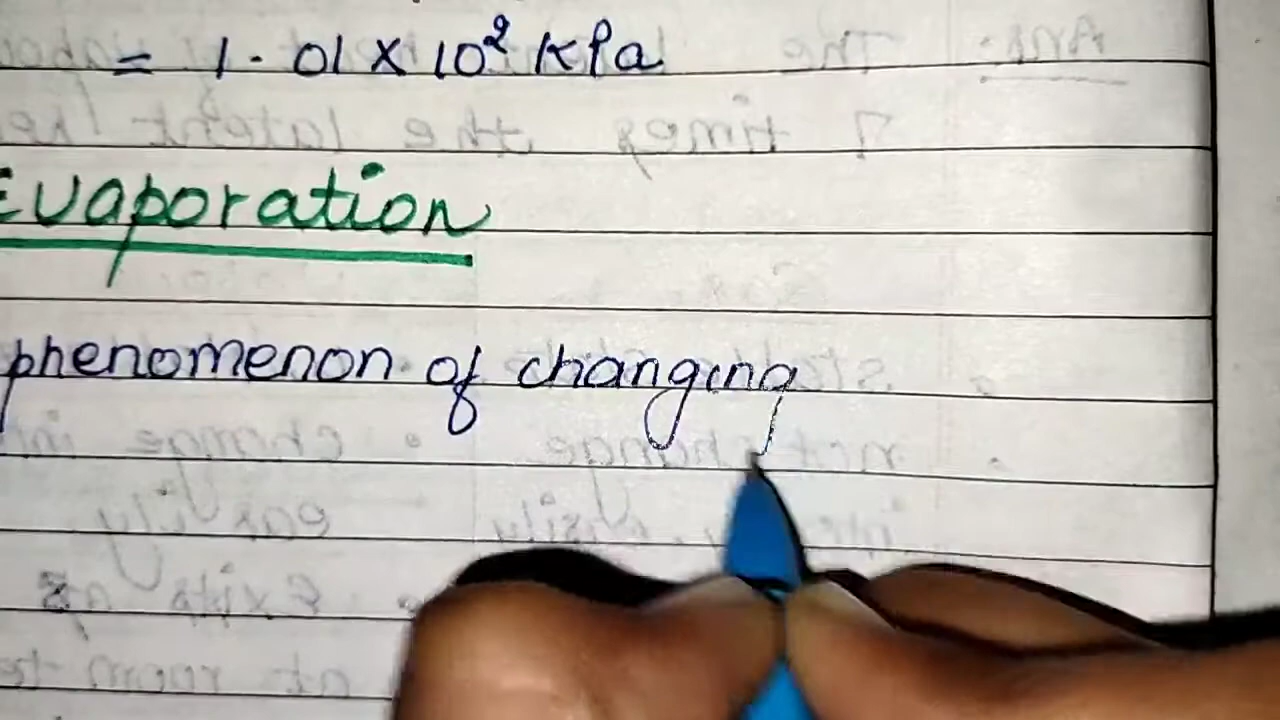 = 1.01 × 10² KPa
Evaporation
phenomenon of changing